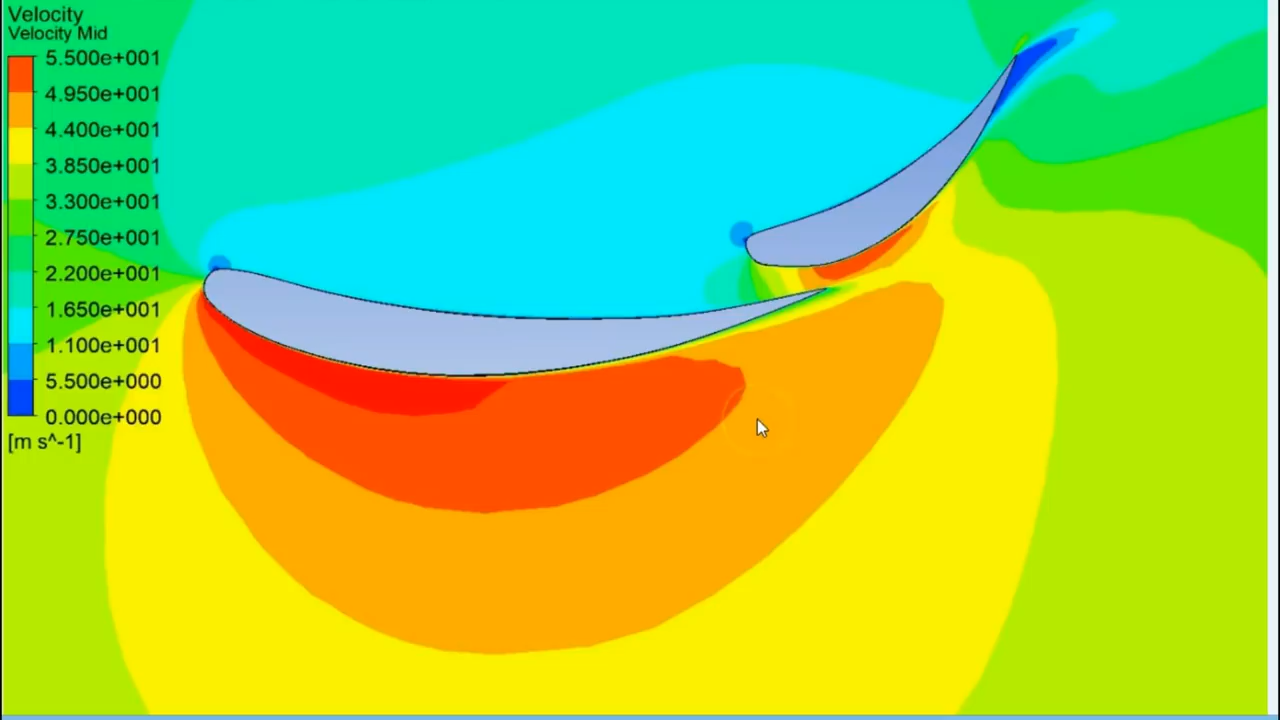 Velocity
Velocity Mid
5.500e+001
4.950e+001
4.400e+001
3.850e+001
3.300e+001
2.750e+001
2.200e+001
1.650e+001
1.100e+001
5.500e+000
0.000e+000
[m s^-1]